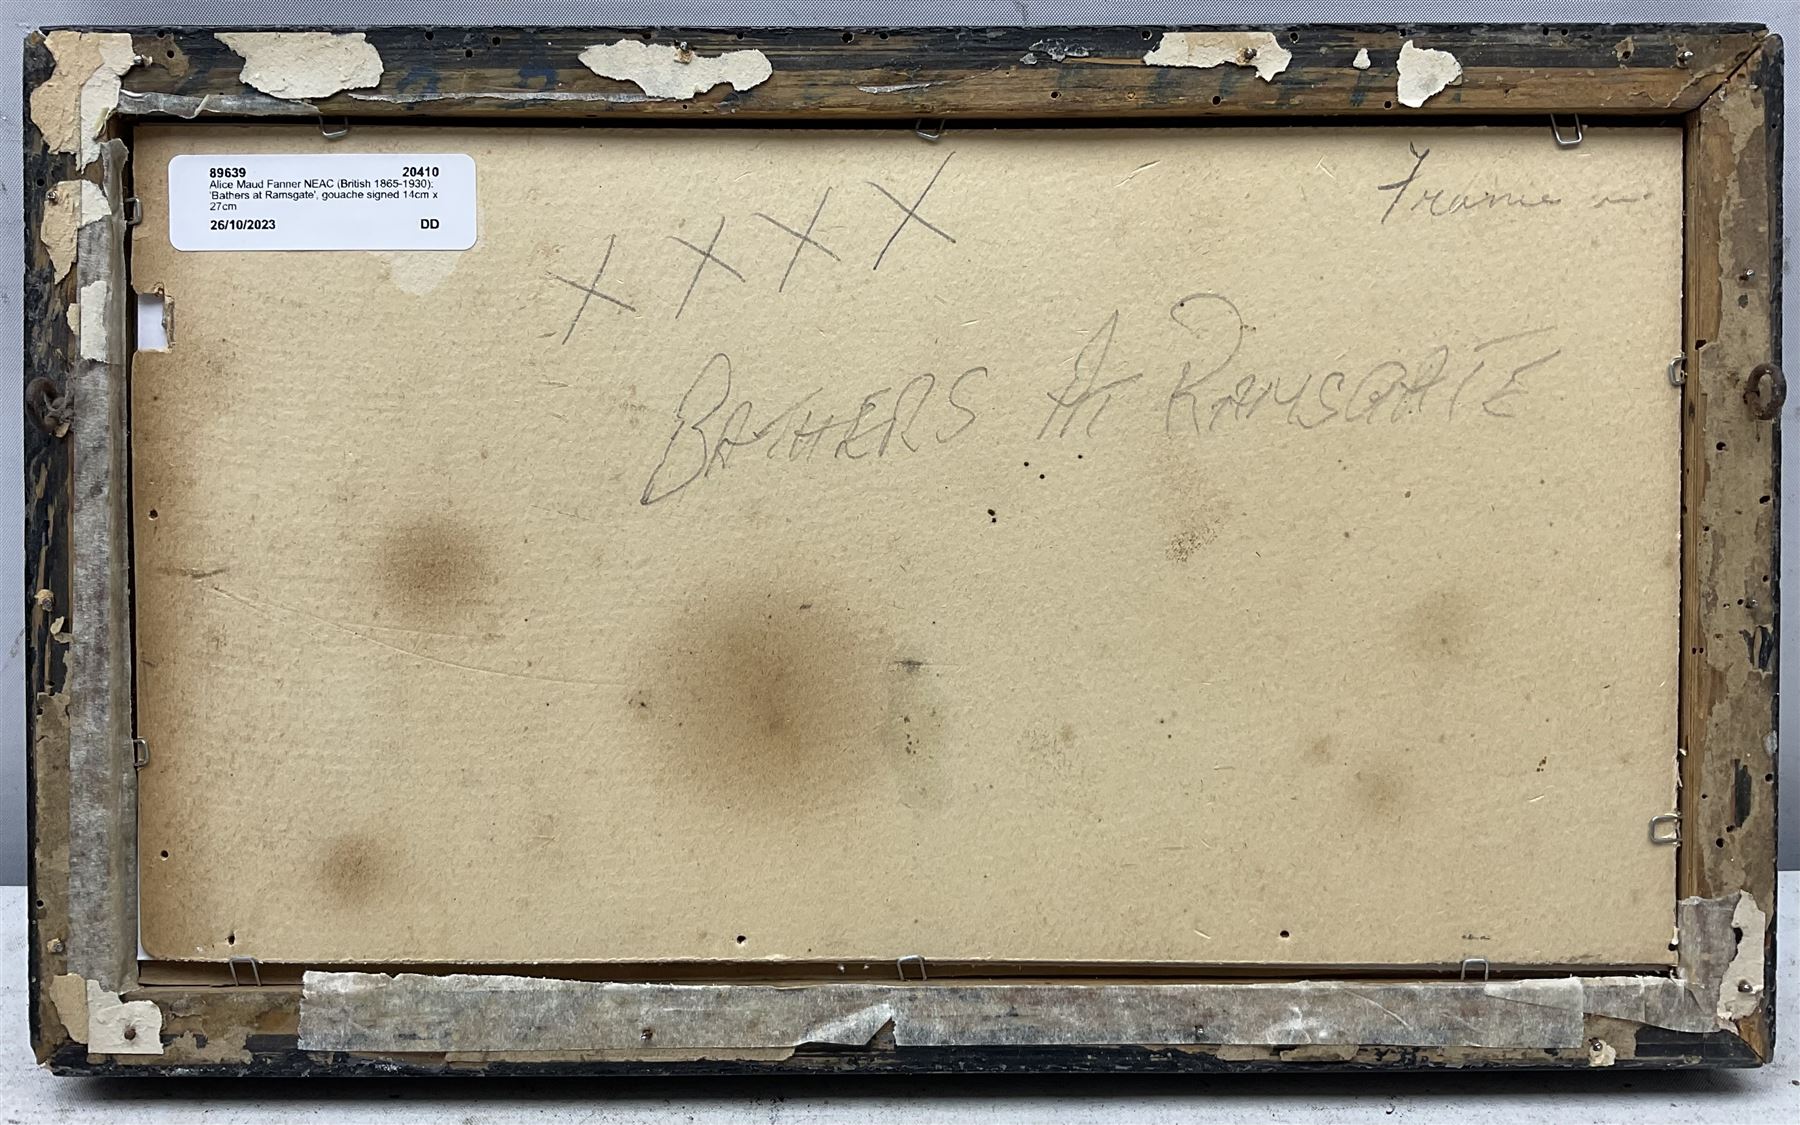 89639 20410
Alice Maud Fanner NEAC (British 1865-1930):
'Bathers at Ramsgate', gouache signed 14cm x
27cm
26/10/2023 DD
X X X X
Frame
BATHERS AT RAMSGATE